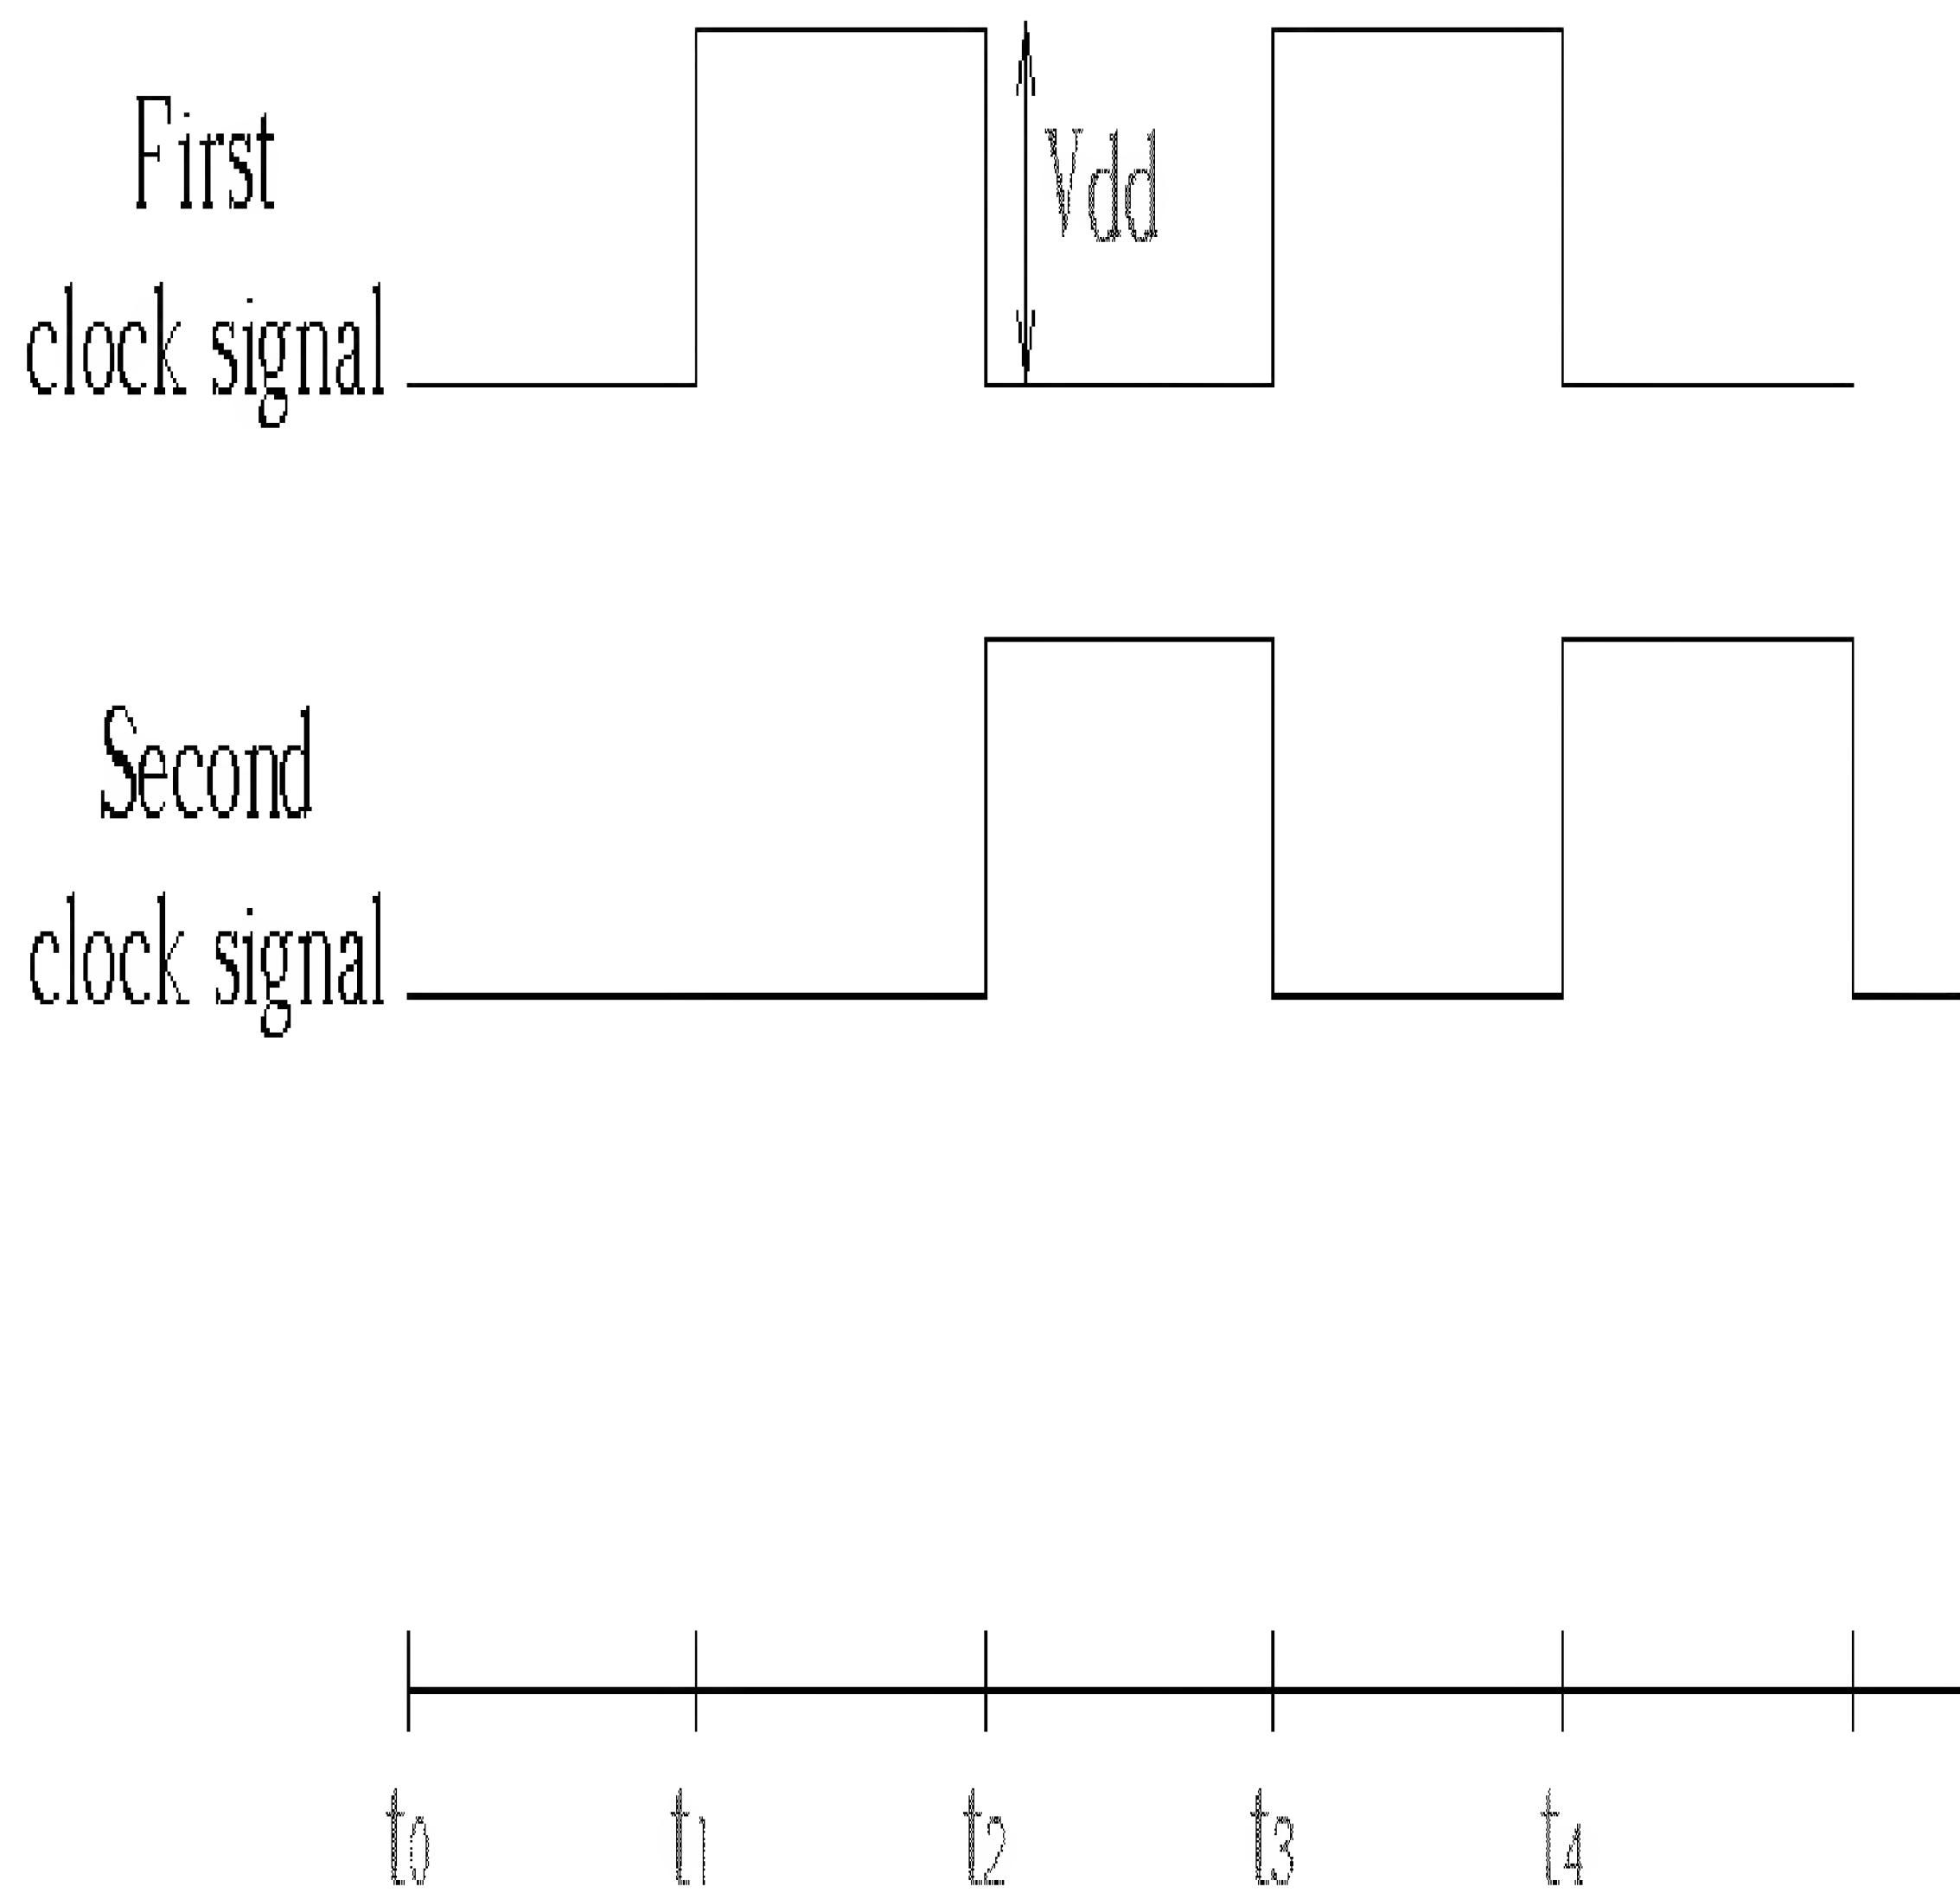 First
clock signal
Vdd
Second
clock signal
t0 t1 t2 t3 t4